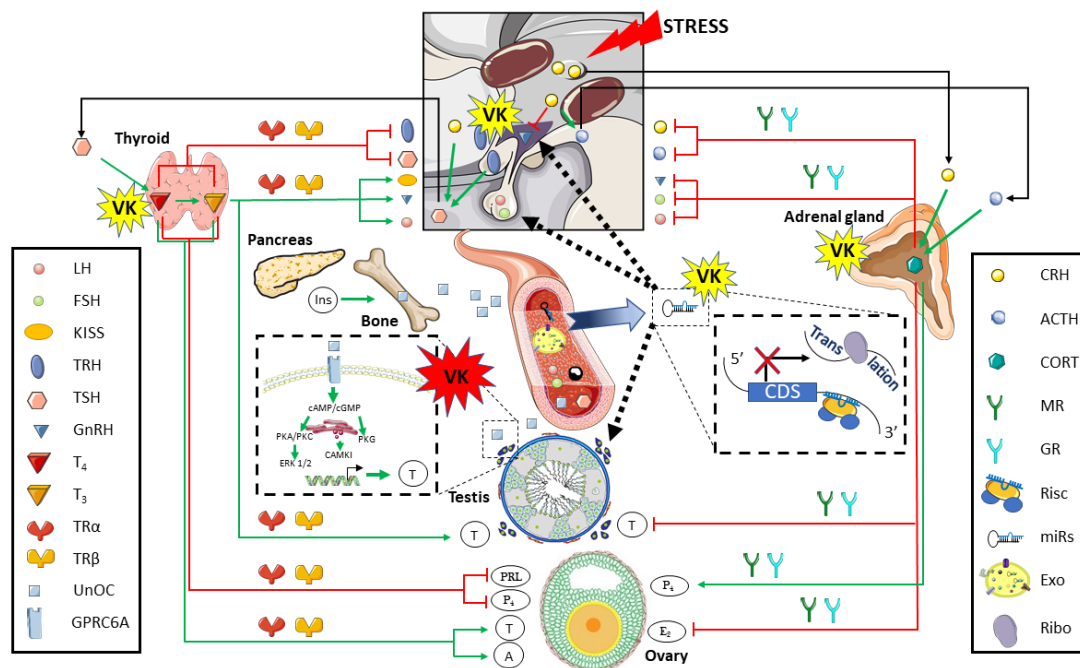 STRESS
VK
Thyroid
VK
Adrenal gland
VK
Pancreas
Ins
Bone
VK
VK
cAMP/cGMP
PKA/PKC
PKG
CAMKI
ERK 1/2
T
5’
Trans
lation
CDS
3’
Testis
T
T
PRL
P4
T
A
P4
E2
Ovary
LH
FSH
KISS
TRH
TSH
GnRH
T4
T3
TRα
TRβ
UnOC
GPRC6A
CRH
ACTH
CORT
MR
GR
Risc
miRs
Exo
Ribo